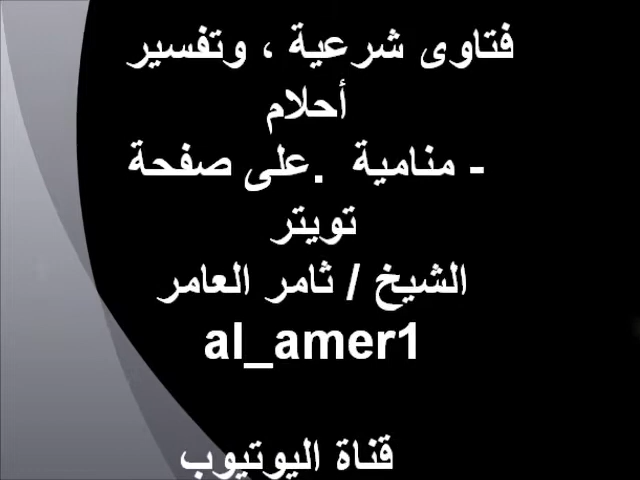 فتاوى شرعية ، وتفسير
أحلام
- منامية .على صفحة
تويتر
الشيخ / ثامر العامر
al_amer1
قناة اليوتيوب